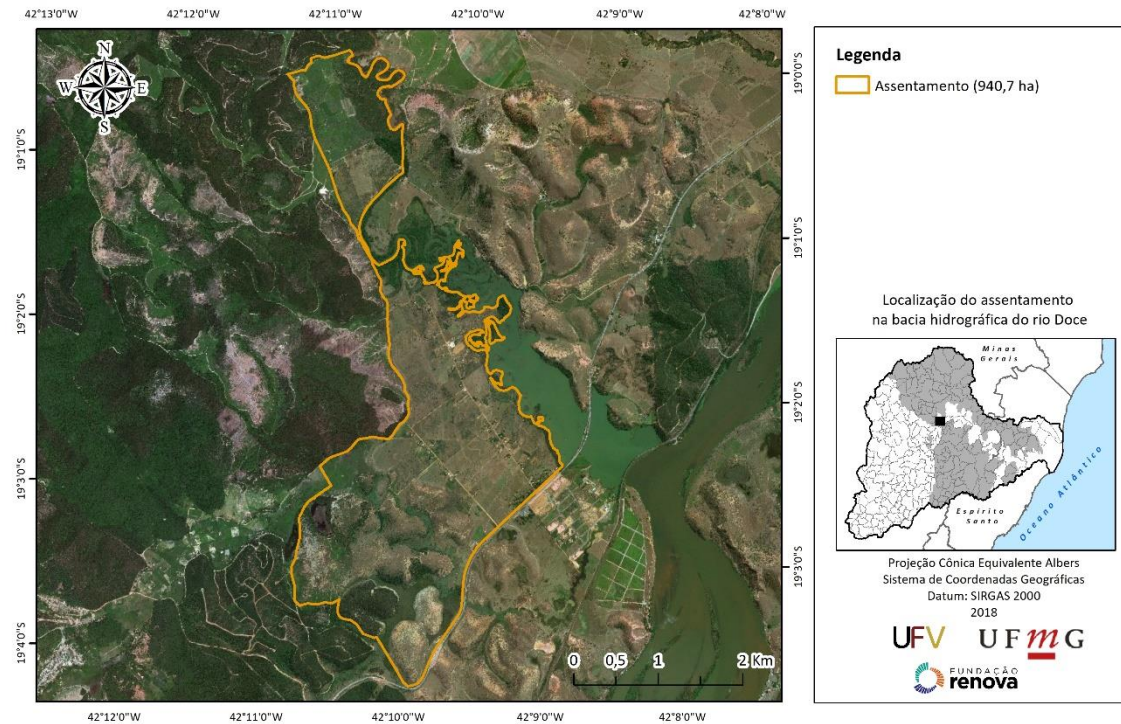 42°13'0"W 42°12'0"W 42°11'0"W 42°10'0"W 42°9'0"W 42°8'0"W
N
W E
S
19°1'0"S
19°2'0"S
19°3'0"S
19°4'0"S
19°0'0"S
19°1'0"S
19°2'0"S
19°3'0"S
0 0,5 1 2 Km
42°12'0"W 42°11'0"W 42°10'0"W 42°9'0"W 42°8'0"W
Legenda
Assentamento (940,7 ha)
Localização do assentamento
na bacia hidrográfica do rio Doce
Minas
Gerais
Espírito
Santo
Oceano Atlântico
Projeção Cônica Equivalente Albers
Sistema de Coordenadas Geográficas
Datum: SIRGAS 2000
2018
UFV UFmG
FUNDAÇÃO
renova